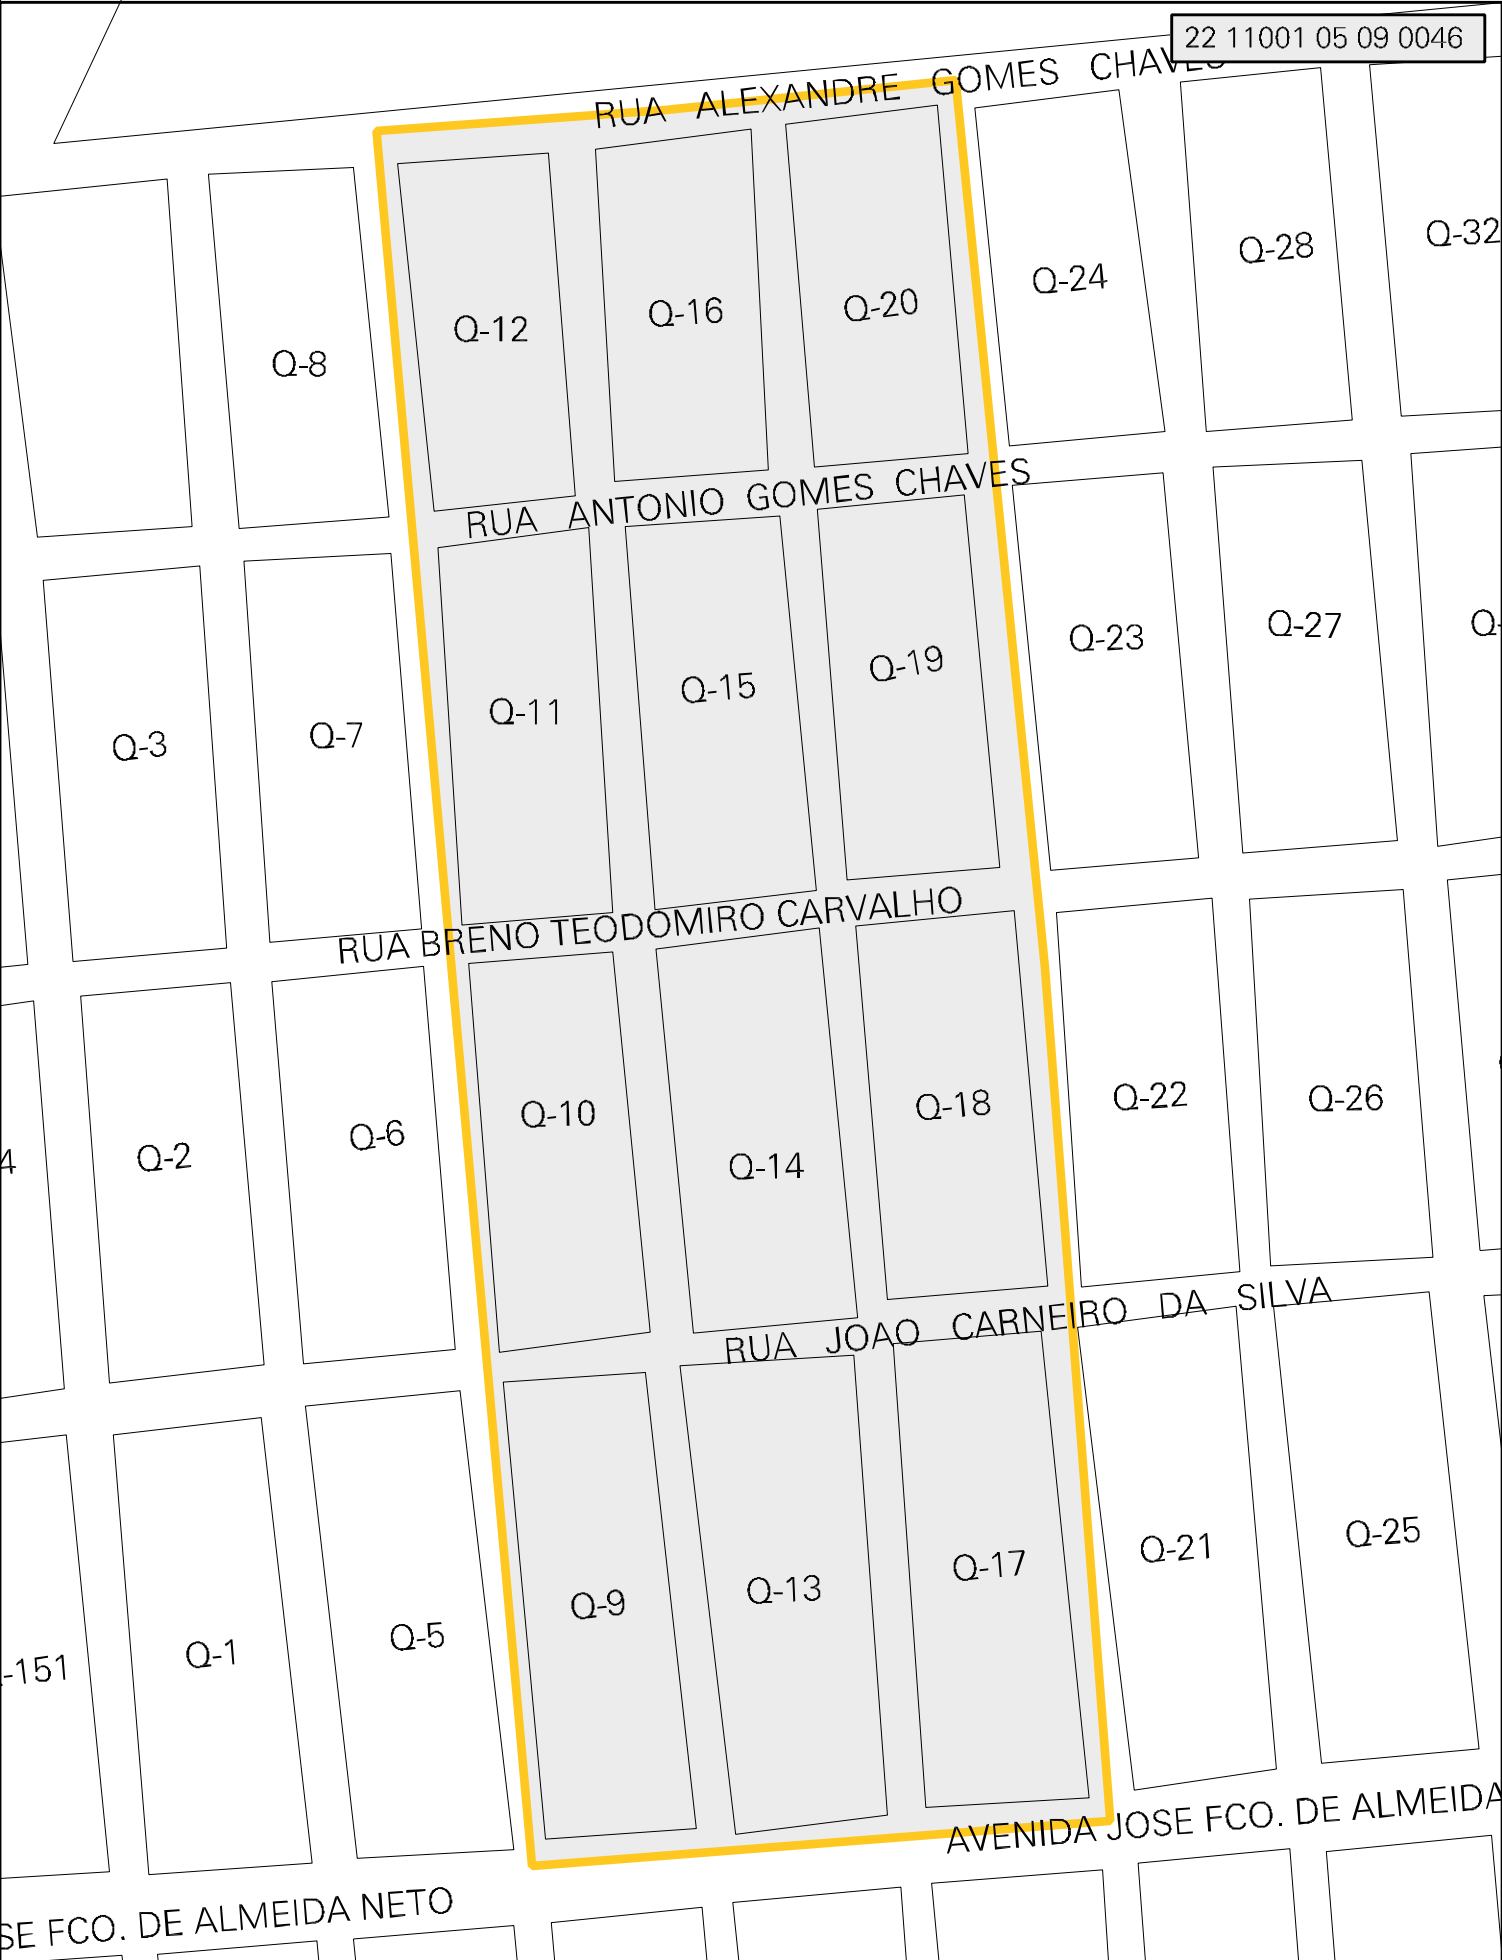 22 11001 05 09 0046
RUA ALEXANDRE GOMES CHAVES
Q-32
Q-28
Q-24
Q-20
Q-16
Q-12
Q-8
RUA ANTONIO GOMES CHAVES
Q-27
Q-23
Q-19
Q-15
Q-11
Q-7
Q-3
RUA BRENO TEODOMIRO CARVALHO
Q-26
Q-22
Q-18
Q-10
Q-14
Q-6
Q-2
4
RUA JOAO CARNEIRO DA SILVA
Q-25
Q-21
Q-17
Q-13
Q-9
Q-5
Q-1
-151
AVENIDA JOSE FCO. DE ALMEIDA
SE FCO. DE ALMEIDA NETO